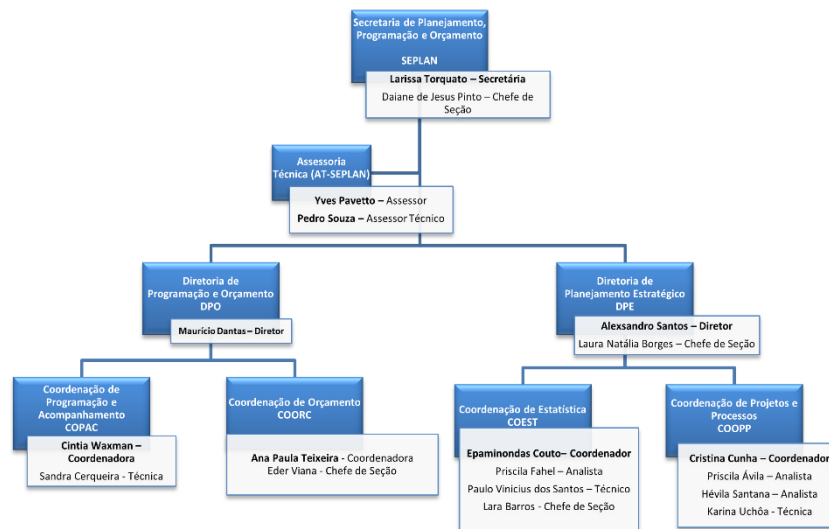 Secretaria de Planejamento,
Programação e Orçamento
SEPLAN
Larissa Torquato – Secretária
Daiane de Jesus Pinto – Chefe de
Seção
Assessoria
Técnica (AT-SEPLAN)
Yves Pavetto – Assessor
Pedro Souza – Assessor Técnico
Diretoria de
Programação e Orçamento
DPO
Maurício Dantas – Diretor
Diretoria de
Planejamento Estratégico
DPE
Alexsandro Santos – Diretor
Laura Natália Borges – Chefe de Seção
Coordenação de
Programação e
Acompanhamento
COPAC
Cintia Waxman –
Coordenadora
Sandra Cerqueira - Técnica
Coordenação de Orçamento
COORC
Ana Paula Teixeira - Coordenadora
Eder Viana - Chefe de Seção
Coordenação de Estatística
COEST
Epaminondas Couto– Coordenador
Priscila Fahel – Analista
Paulo Vinicius dos Santos – Técnico
Lara Barros - Chefe de Seção
Coordenação de Projetos e
Processos
COOPP
Cristina Cunha – Coordenadora
Priscila Ávila – Analista
Hévila Santana – Analista
Karina Uchôa - Técnica